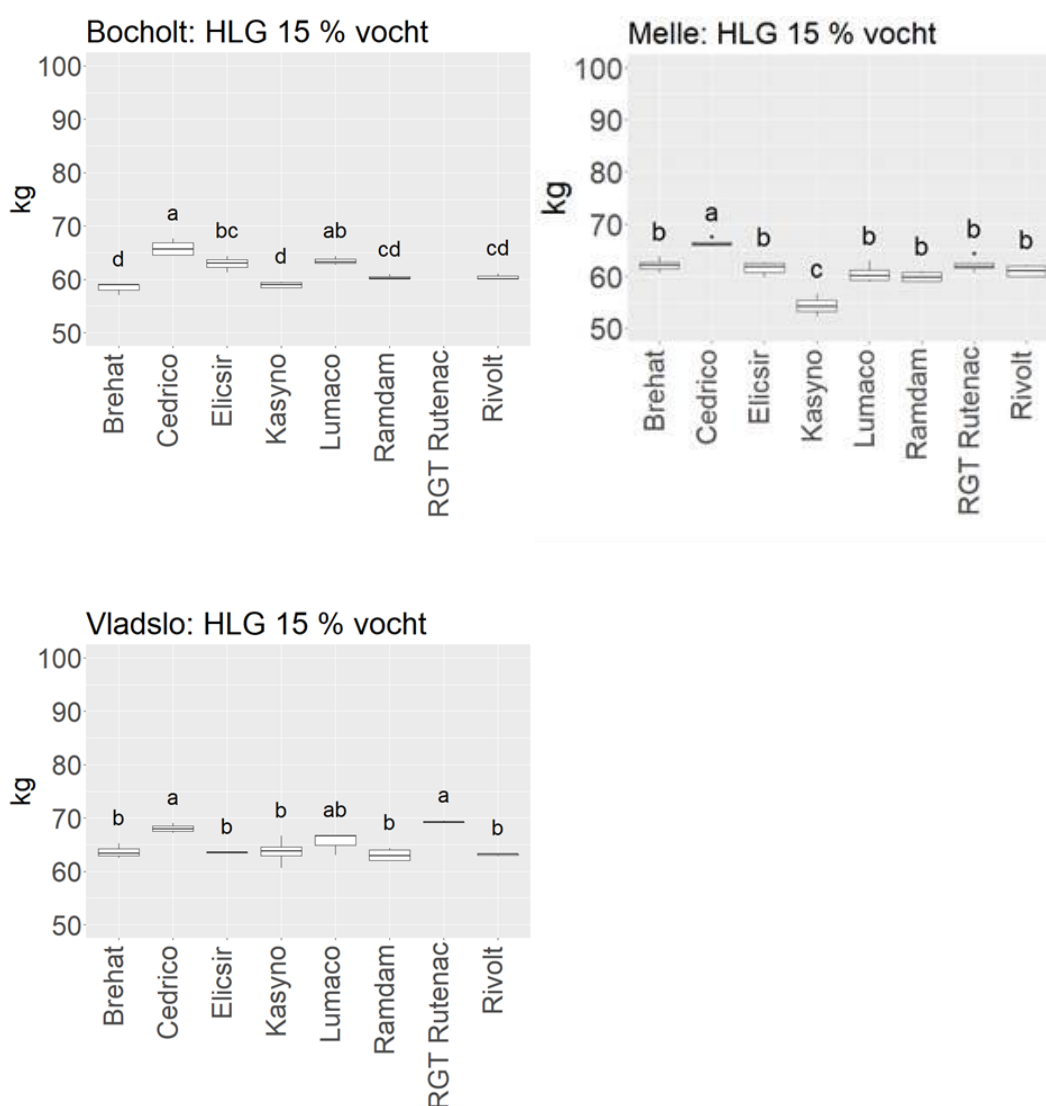 Bocholt: HLG 15 % vocht
100
90
80
70
60
50
kg
d
a
bc
d
ab
cd
cd
Brehat
Cedrico
Elicsir
Kasyno
Lumaco
Ramdam
RGT Rutenac
Rivolt
Melle: HLG 15 % vocht
100
90
80
70
60
50
kg
b
a
b
c
b
b
b
b
Brehat
Cedrico
Elicsir
Kasyno
Lumaco
Ramdam
RGT Rutenac
Rivolt
Vladslo: HLG 15 % vocht
100
90
80
70
60
50
kg
b
a
b
b
ab
b
a
b
Brehat
Cedrico
Elicsir
Kasyno
Lumaco
Ramdam
RGT Rutenac
Rivolt